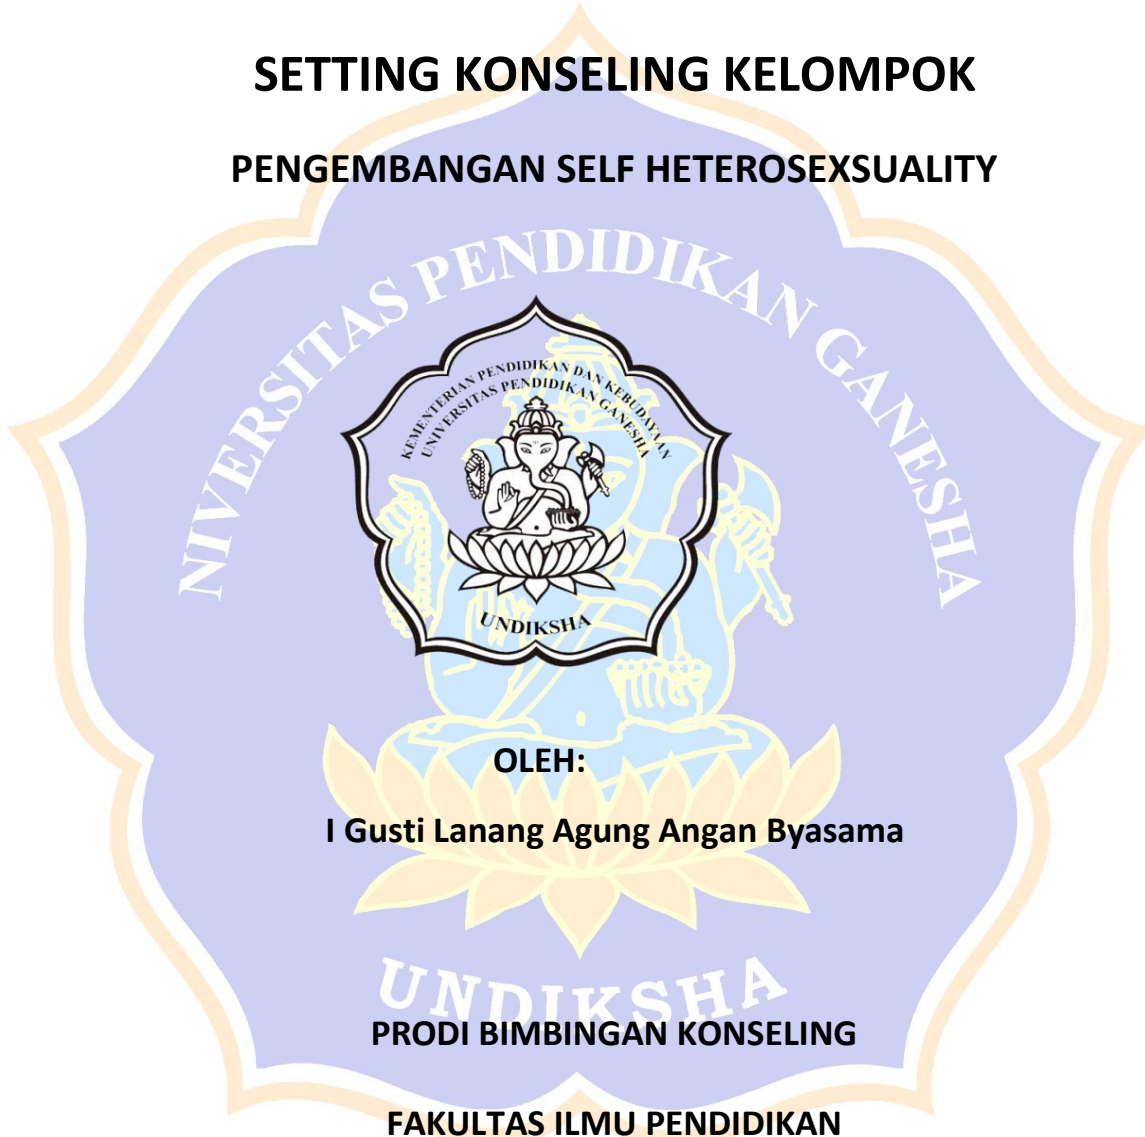 SETTING KONSELING KELOMPOK
PENGEMBANGAN SELF HETEROSEXSUALITY
NIVERSITAS PENDIDIKAN GANESHA
KEMENTERIAN PENDIDIKAN DAN KEBUDAYAAN
UNIVERSITAS PENDIDIKAN GANESHA
UNDIKSHA
OLEH:
I Gusti Lanang Agung Angan Byasama
UNDIKSHA
PRODI BIMBINGAN KONSELING
FAKULTAS ILMU PENDIDIKAN